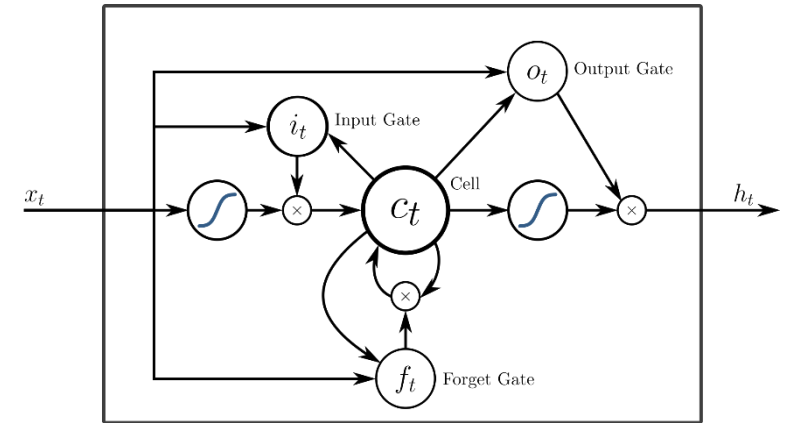 o_t Output Gate
i_t Input Gate
x_t
Cell
h_t
×
c_t
×
×
f_t Forget Gate